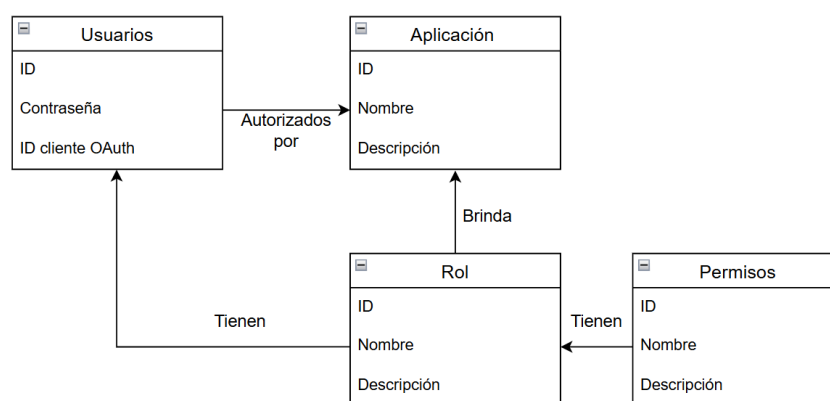 Usuarios
ID
Contraseña
ID cliente OAuth
Autorizados
por
Aplicación
ID
Nombre
Descripción
Brinda
Tienen
Rol
ID
Nombre
Descripción
Tienen
Permisos
ID
Nombre
Descripción